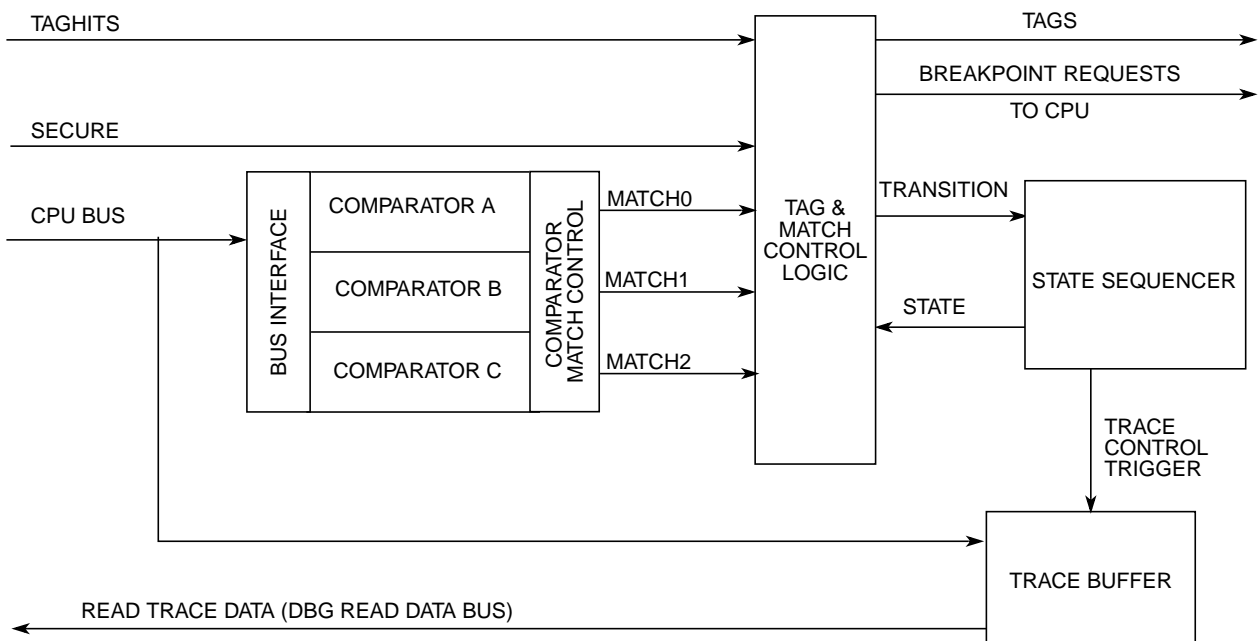 TAGHITS
TAGS
BREAKPOINT REQUESTS
TO CPU
SECURE
CPU BUS
BUS INTERFACE
COMPARATOR A
COMPARATOR B
COMPARATOR C
COMPARATOR
MATCH CONTROL
MATCH0
MATCH1
MATCH2
TAG &
MATCH
CONTROL
LOGIC
TRANSITION
STATE
STATE SEQUENCER
TRACE
CONTROL
TRIGGER
TRACE BUFFER
READ TRACE DATA (DBG READ DATA BUS)